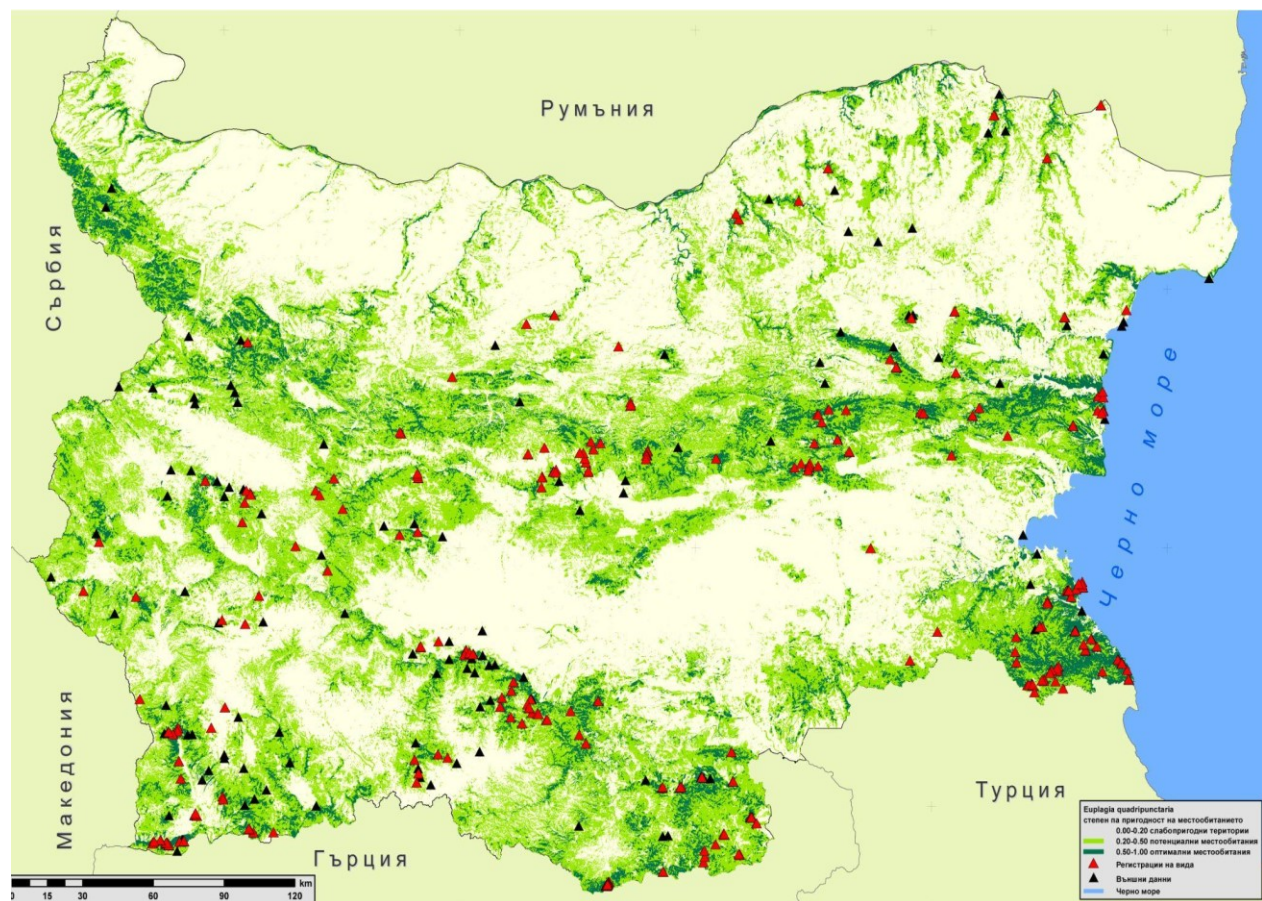 Румъния
Сърбия
Черно море
Македония
Турция
Гърция
Euplagia quadripunctaria
степен па пригодност на местообитанието
0.00-0.20 слабопригодни територии
0.20-0.50 потенциални местообитания
0.50-1.00 оптимални местообитания
Регистрации на вида
Външни данни
Черно море
km
0 15 30 60 90 120